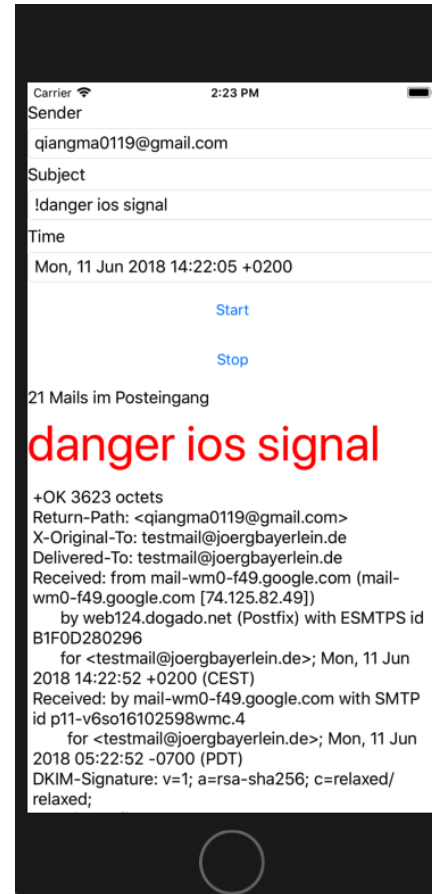 Carrier 2:23 PM
Sender
qiangma0119@gmail.com
Subject
!danger ios signal
Time
Mon, 11 Jun 2018 14:22:05 +0200
Start
Stop
21 Mails im Posteingang
danger ios signal
+OK 3623 octets
Return-Path: <qiangma0119@gmail.com>
X-Original-To: testmail@joergbayerlein.de
Delivered-To: testmail@joergbayerlein.de
Received: from mail-wm0-f49.google.com (mail-
wm0-f49.google.com [74.125.82.49])
by web124.dogado.net (Postfix) with ESMTPS id
B1F0D280296
for <testmail@joergbayerlein.de>; Mon, 11 Jun
2018 14:22:52 +0200 (CEST)
Received: by mail-wm0-f49.google.com with SMTP
id p11-v6so16102598wmc.4
for <testmail@joergbayerlein.de>; Mon, 11 Jun
2018 05:22:52 -0700 (PDT)
DKIM-Signature: v=1; a=rsa-sha256; c=relaxed/
relaxed;